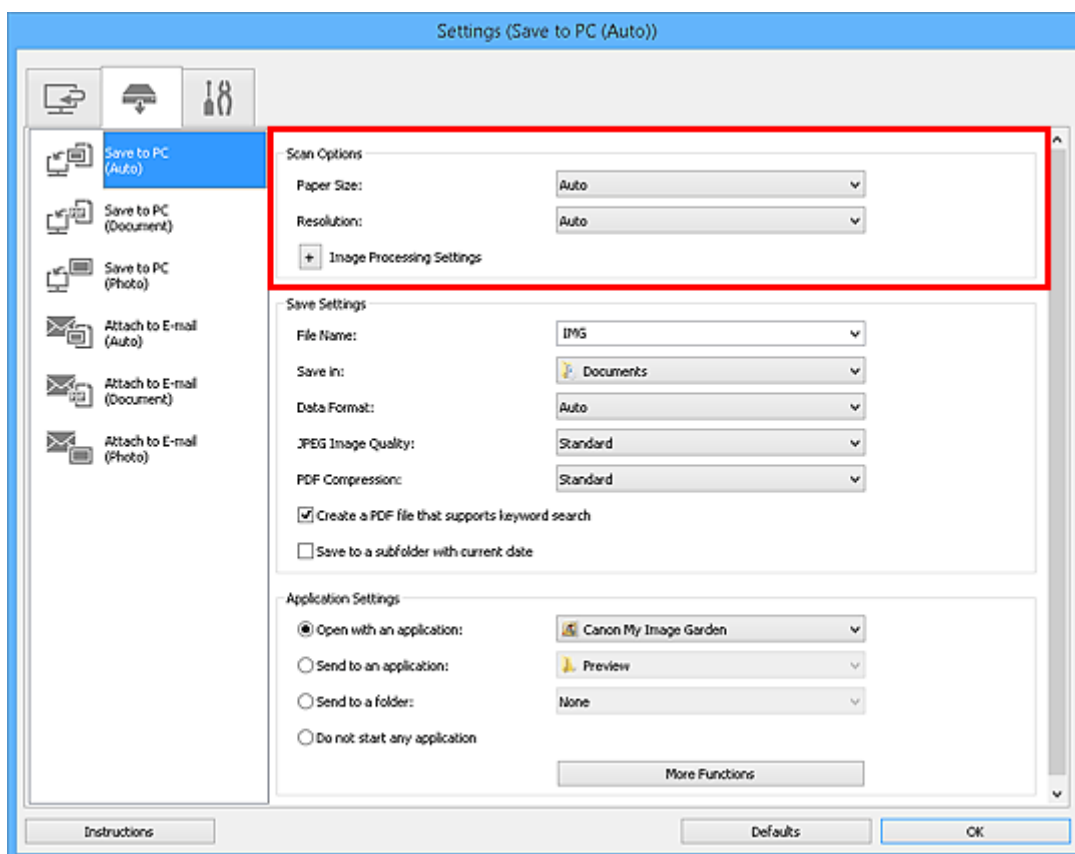 Settings (Save to PC (Auto))
Save to PC
(Auto)
Save to PC
(Document)
Save to PC
(Photo)
Attach to E-mail
(Auto)
Attach to E-mail
(Document)
Attach to E-mail
(Photo)
Scan Options
Paper Size: Auto
Resolution: Auto
+ Image Processing Settings
Save Settings
File Name: IMG
Save in: Documents
Data Format: Auto
JPEG Image Quality: Standard
PDF Compression: Standard
Create a PDF file that supports keyword search
Save to a subfolder with current date
Application Settings
Open with an application: Canon My Image Garden
Send to an application: Preview
Send to a folder: None
Do not start any application
More Functions
Instructions Defaults OK